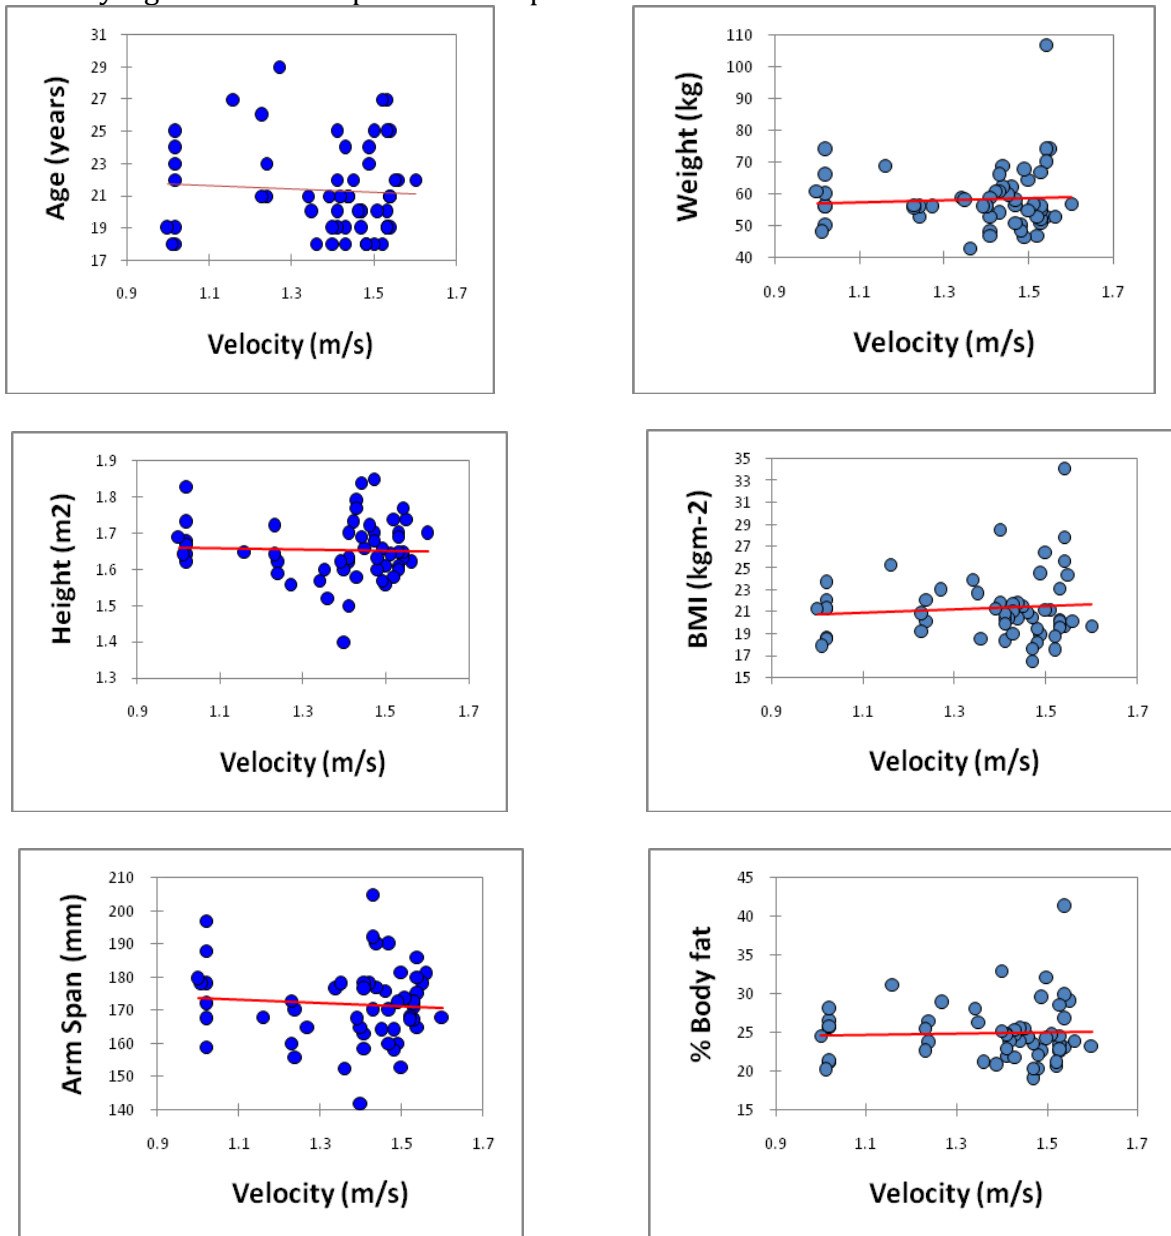 Age (years)
31
29
27
25
23
21
19
17
0.9 1.1 1.3 1.5 1.7
Velocity (m/s)
Weight (kg)
110
100
90
80
70
60
50
40
0.9 1.1 1.3 1.5 1.7
Velocity (m/s)
Height (m2)
1.9
1.8
1.7
1.6
1.5
1.4
1.3
0.9 1.1 1.3 1.5 1.7
Velocity (m/s)
BMI (kgm-2)
35
33
31
29
27
25
23
21
19
17
15
0.9 1.1 1.3 1.5 1.7
Velocity (m/s)
Arm Span (mm)
210
200
190
180
170
160
150
140
0.9 1.1 1.3 1.5 1.7
Velocity (m/s)
% Body fat
45
40
35
30
25
20
15
0.9 1.1 1.3 1.5 1.7
Velocity (m/s)